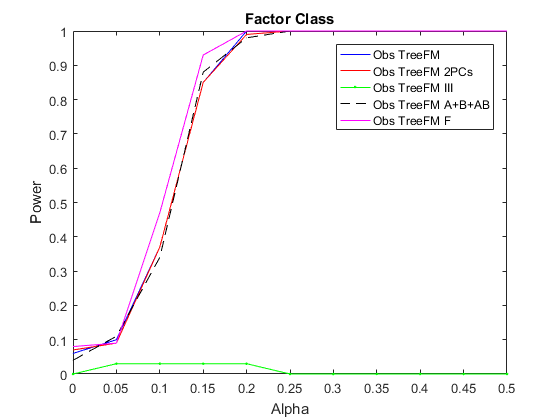 Factor Class
1
0.9
0.8
0.7
0.6
0.5
0.4
0.3
0.2
0.1
0
Power
Obs TreeFM
Obs TreeFM 2PCs
Obs TreeFM III
Obs TreeFM A+B+AB
Obs TreeFM F
0 0.05 0.1 0.15 0.2 0.25 0.3 0.35 0.4 0.45 0.5
Alpha